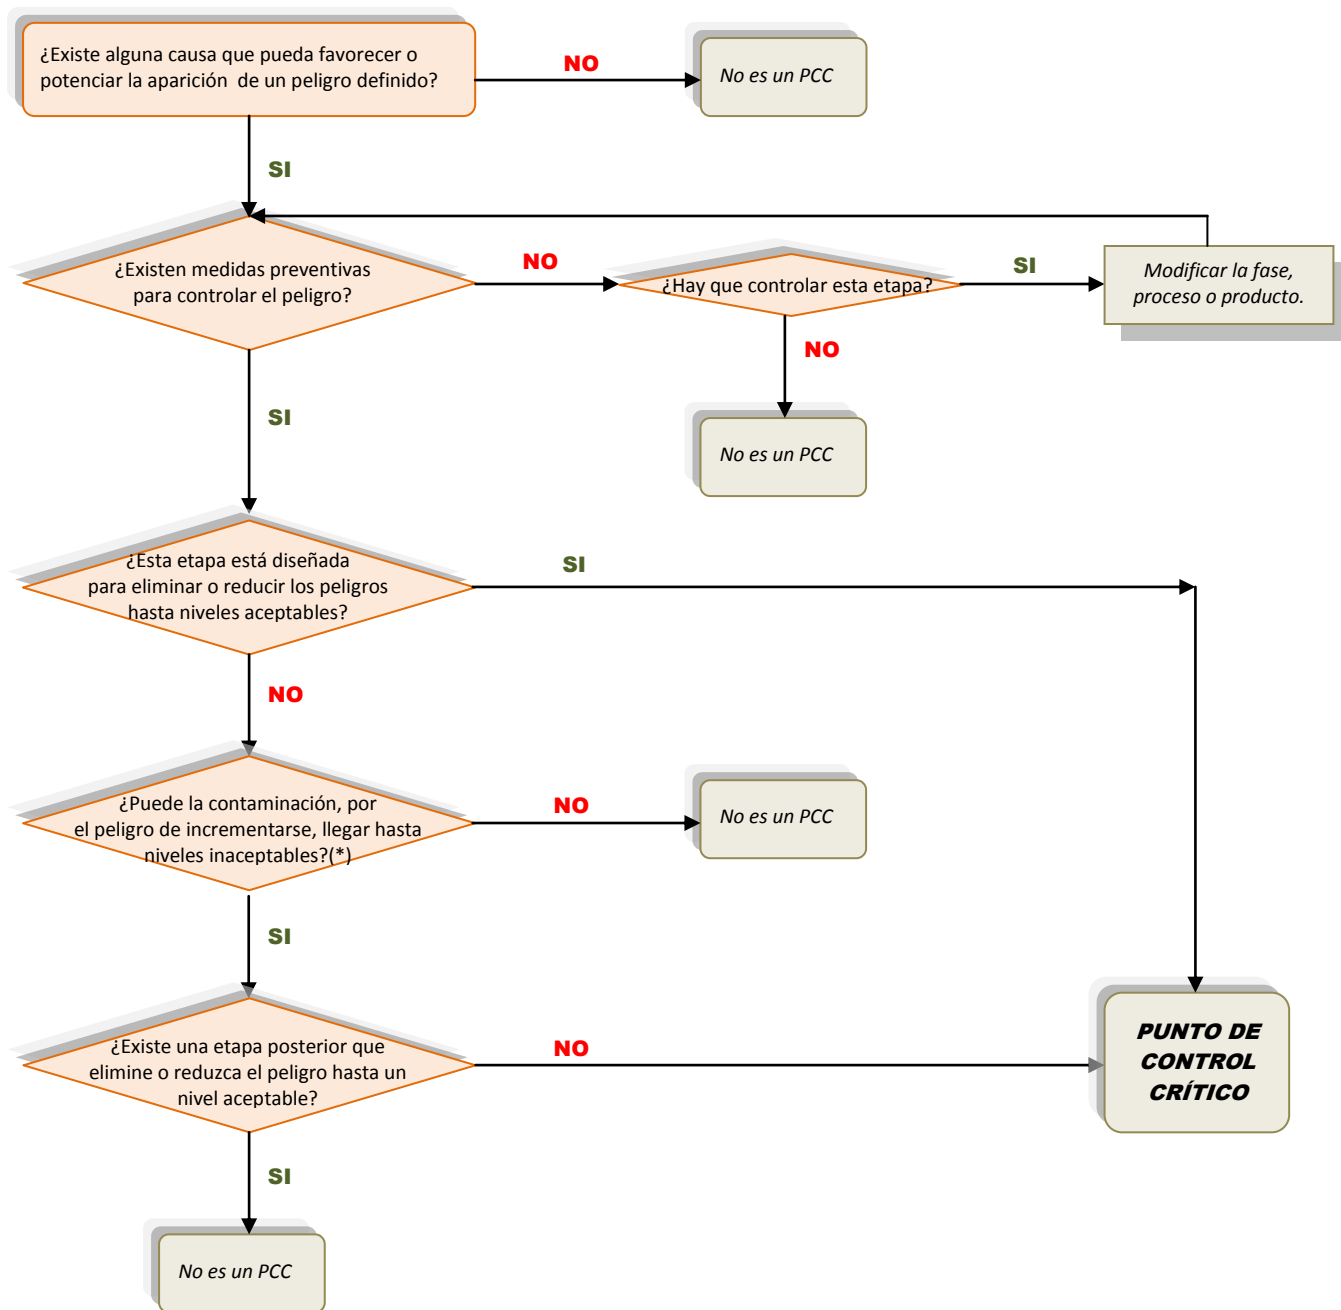 ¿Existe alguna causa que pueda favorecer o
potenciar la aparición de un peligro definido?
NO
No es un PCC
SI
¿Existen medidas preventivas
para controlar el peligro?
NO
¿Hay que controlar esta etapa?
SI
Modificar la fase,
proceso o producto.
NO
No es un PCC
SI
¿Esta etapa está diseñada
para eliminar o reducir los peligros
hasta niveles aceptables?
SI
NO
¿Puede la contaminación, por
el peligro de incrementarse, llegar hasta
niveles inaceptables?(*)
NO
No es un PCC
SI
¿Existe una etapa posterior que
elimine o reduzca el peligro hasta un
nivel aceptable?
NO
PUNTO DE
CONTROL
CRÍTICO
SI
No es un PCC